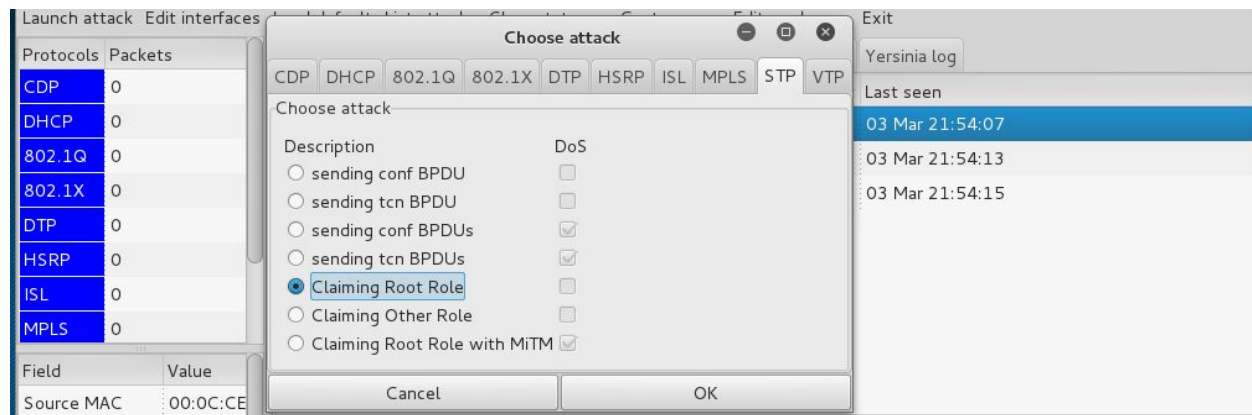 Launch attack Edit interfaces
Exit
Choose attack
Protocols Packets
CDP 0
DHCP 0
802.1Q 0
802.1X 0
DTP 0
HSRP 0
ISL 0
MPLS 0
Field Value
Source MAC 00:0C:CE
CDP DHCP 802.1Q 802.1X DTP HSRP ISL MPLS STP VTP
Choose attack
Description DoS
sending conf BPDU
sending tcn BPDU
sending conf BPDUs
sending tcn BPDUs
Claiming Root Role
Claiming Other Role
Claiming Root Role with MiTM
Cancel OK
Yersinia log
Last seen
03 Mar 21:54:07
03 Mar 21:54:13
03 Mar 21:54:15